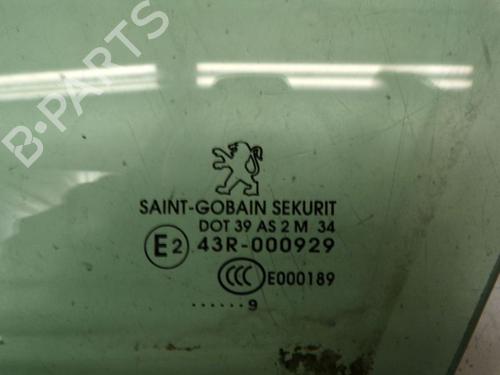 B-PARTS
SAINT-GOBAIN SEKURIT
DOT 39 AS 2 M 34
E2 43R-000929
CCC E000189
......9